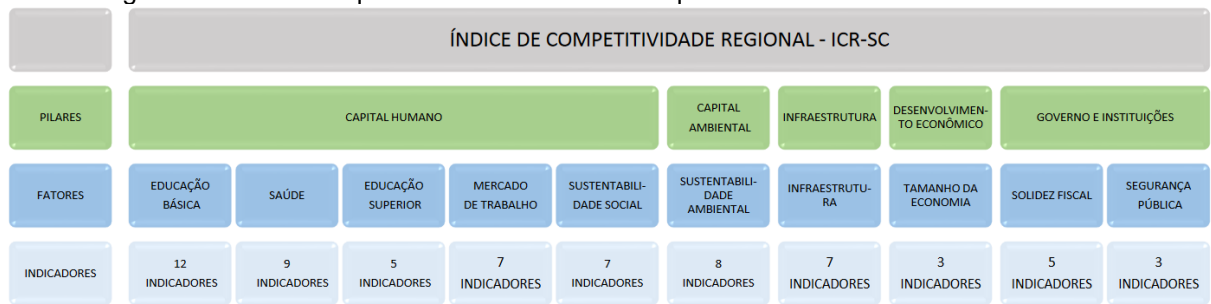 ÍNDICE DE COMPETITIVIDADE REGIONAL - ICR-SC
PILARES
CAPITAL HUMANO
CAPITAL
AMBIENTAL
INFRAESTRUTURA
DESENVOLVIMEN-
TO ECONÔMICO
GOVERNO E INSTITUIÇÕES
FATORES
EDUCAÇÃO
BÁSICA
SAÚDE
EDUCAÇÃO
SUPERIOR
MERCADO
DE TRABALHO
SUSTENTABILI-
DADE SOCIAL
SUSTENTABILI-
DADE
AMBIENTAL
INFRAESTRUTU-
RA
TAMANHO DA
ECONOMIA
SOLIDEZ FISCAL
SEGURANÇA
PÚBLICA
INDICADORES
12
INDICADORES
9
INDICADORES
5
INDICADORES
7
INDICADORES
7
INDICADORES
8
INDICADORES
7
INDICADORES
3
INDICADORES
5
INDICADORES
3
INDICADORES